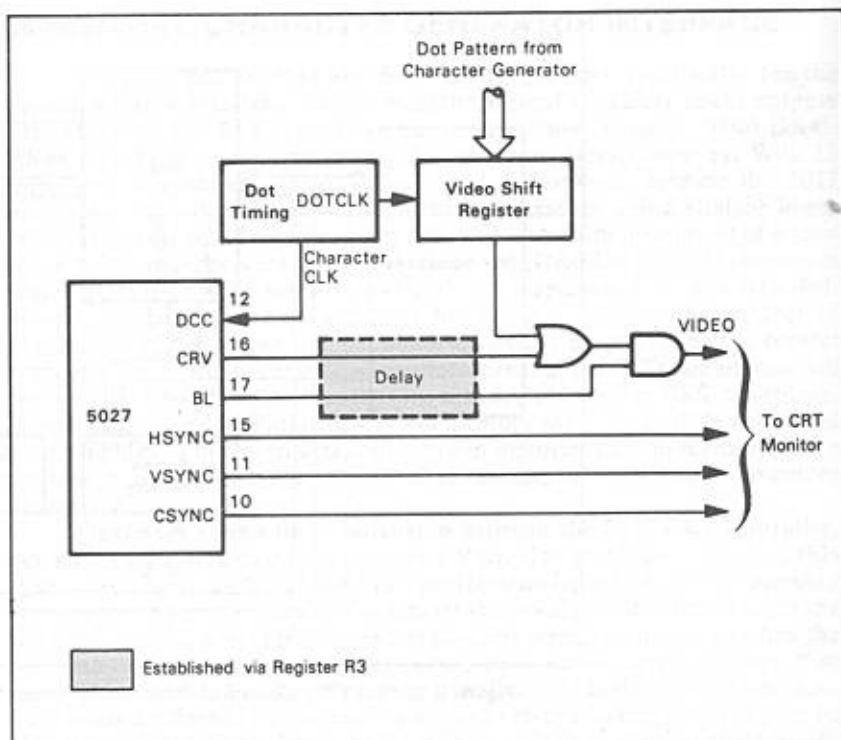 Dot Pattern from
Character Generator
Dot
Timing
DOTCLK
Video Shift
Register
Character
CLK
12
DCC
16
CRV
VIDEO
17
BL
Delay
5027
15
HSYNC
To CRT
Monitor
11
VSYNC
10
CSYNC
Established via Register R3